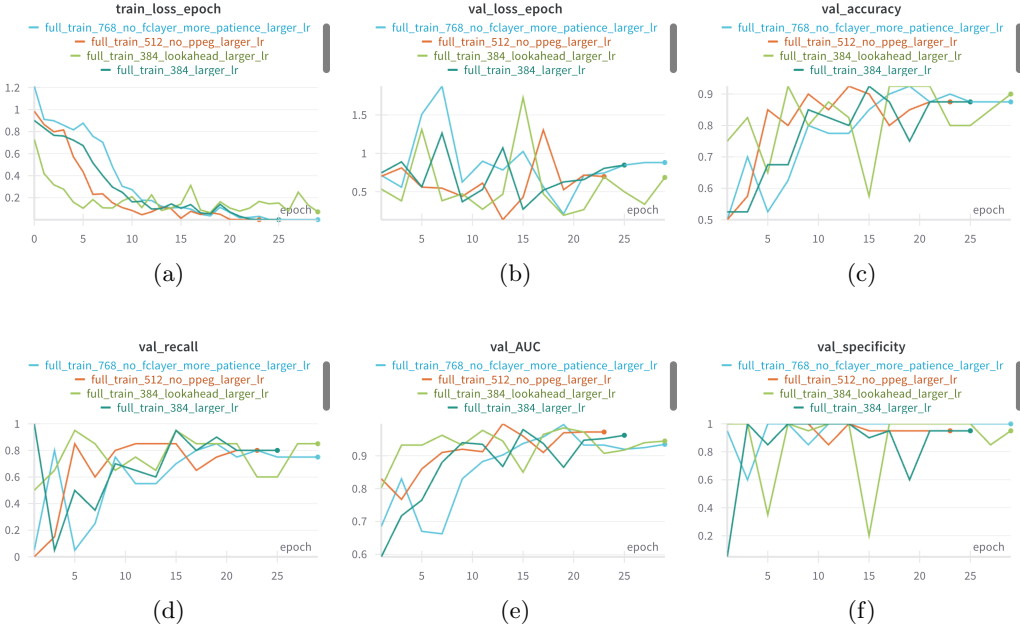 train_loss_epoch
full_train_768_no_fclayer_more_patience_larger_lr
full_train_512_no_ppeg_larger_lr
full_train_384_lookahead_larger_lr
full_train_384_larger_lr
1.2
1
0.8
0.6
0.4
0.2
epoch
0 5 10 15 20 25
(a)
val_loss_epoch
full_train_768_no_fclayer_more_patience_larger_lr
full_train_512_no_ppeg_larger_lr
full_train_384_lookahead_larger_lr
full_train_384_larger_lr
1.5
1
0.5
epoch
5 10 15 20 25
(b)
val_accuracy
full_train_768_no_fclayer_more_patience_larger_lr
full_train_512_no_ppeg_larger_lr
full_train_384_lookahead_larger_lr
full_train_384_larger_lr
0.9
0.8
0.7
0.6
0.5
epoch
5 10 15 20 25
(c)
val_recall
full_train_768_no_fclayer_more_patience_larger_lr
full_train_512_no_ppeg_larger_lr
full_train_384_lookahead_larger_lr
full_train_384_larger_lr
1
0.8
0.6
0.4
0.2
0
epoch
5 10 15 20 25
(d)
val_AUC
full_train_768_no_fclayer_more_patience_larger_lr
full_train_512_no_ppeg_larger_lr
full_train_384_lookahead_larger_lr
full_train_384_larger_lr
0.9
0.8
0.7
0.6
epoch
5 10 15 20 25
(e)
val_specificity
full_train_768_no_fclayer_more_patience_larger_lr
full_train_512_no_ppeg_larger_lr
full_train_384_lookahead_larger_lr
full_train_384_larger_lr
1
0.8
0.6
0.4
0.2
epoch
5 10 15 20 25
(f)